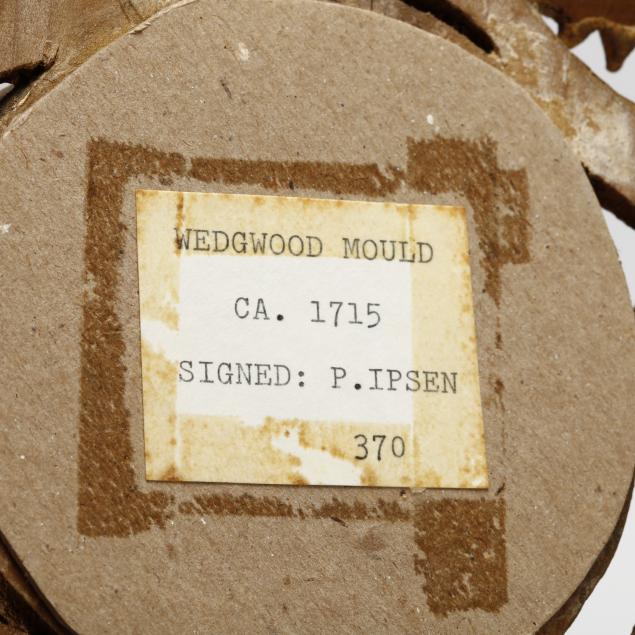 WEDGWOOD MOULD
CA. 1715
SIGNED: P.IPSEN
370